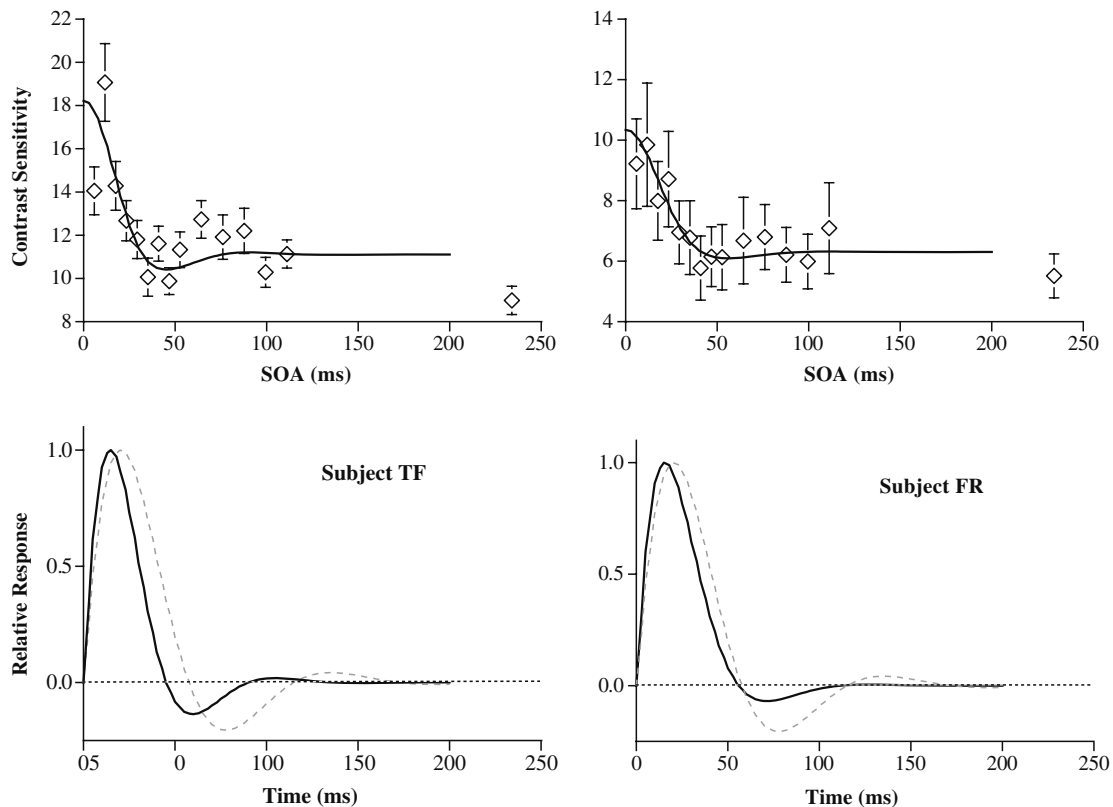 22
20
18
16
14
12
10
8
Contrast Sensitivity
0 50 100 150 200 250
SOA (ms)
14
12
10
8
6
4
0 50 100 150 200 250
SOA (ms)
1.0
0.5
0.0
Relative Response
Subject TF
05 0 100 150 200 250
Time (ms)
1.0
0.5
0.0
Subject FR
0 50 100 150 200 250
Time (ms)